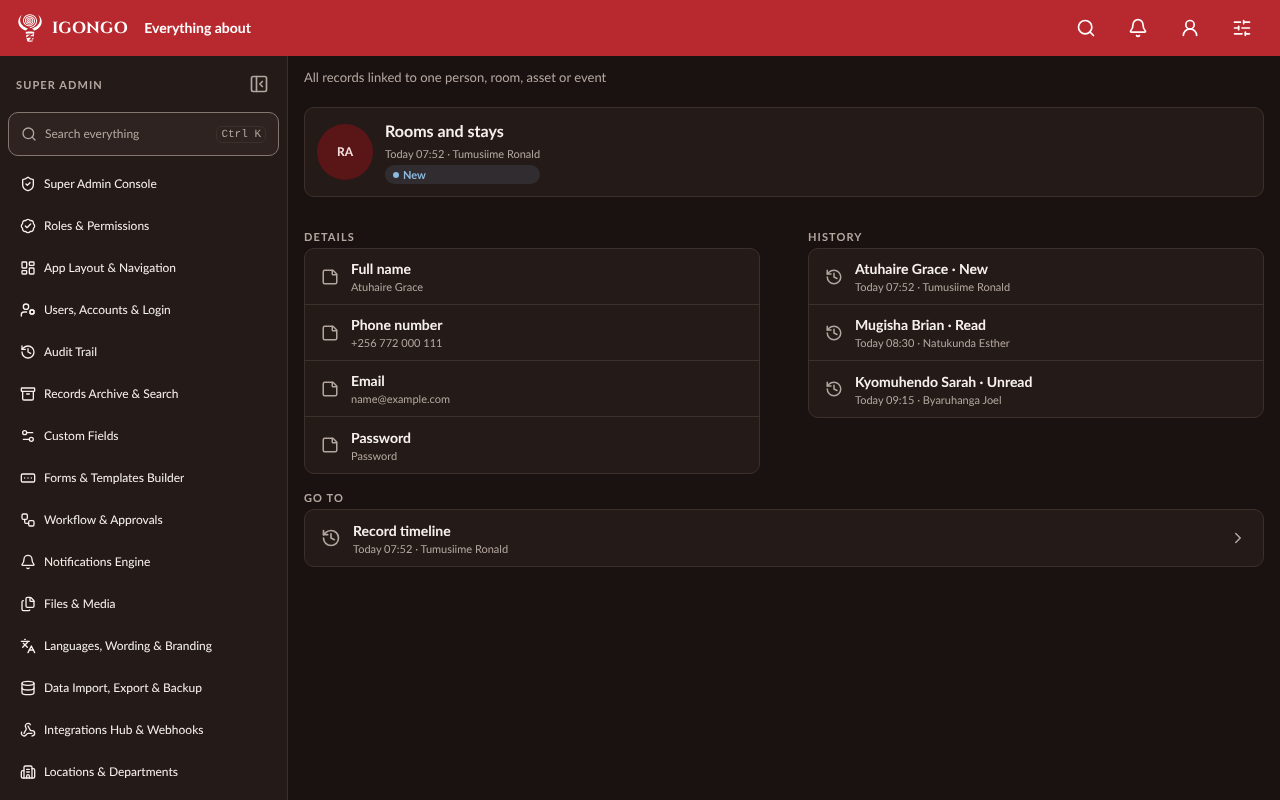 IGONGO Everything about
SUPER ADMIN
Search everything Ctrl K
Super Admin Console
Roles & Permissions
App Layout & Navigation
Users, Accounts & Login
Audit Trail
Records Archive & Search
Custom Fields
Forms & Templates Builder
Workflow & Approvals
Notifications Engine
Files & Media
Languages, Wording & Branding
Data Import, Export & Backup
Integrations Hub & Webhooks
Locations & Departments
All records linked to one person, room, asset or event
RA
Rooms and stays
Today 07:52 · Tumusiime Ronald
New
DETAILS
Full name
Atuhaire Grace
Phone number
+256 772 000 111
Email
name@example.com
Password
Password
HISTORY
Atuhaire Grace · New
Today 07:52 · Tumusiime Ronald
Mugisha Brian · Read
Today 08:30 · Natukunda Esther
Kyomuhendo Sarah · Unread
Today 09:15 · Byaruhanga Joel
GO TO
Record timeline
Today 07:52 · Tumusiime Ronald